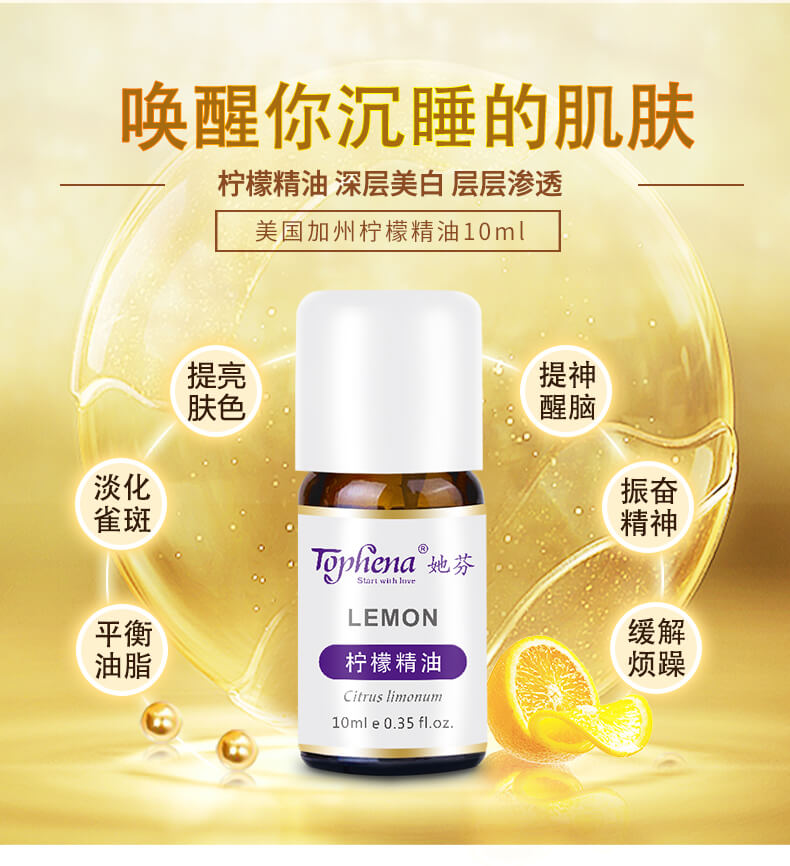 唤醒你沉睡的肌肤
柠檬精油 深层美白 层层渗透
美国加州柠檬精油10ml
提亮
肤色
提神
醒脑
淡化
雀斑
振奋
精神
平衡
油脂
缓解
烦躁
Tophena® 她芬
Start with love
LEMON
柠檬精油
Citrus limonum
10ml e 0.35 fl.oz.